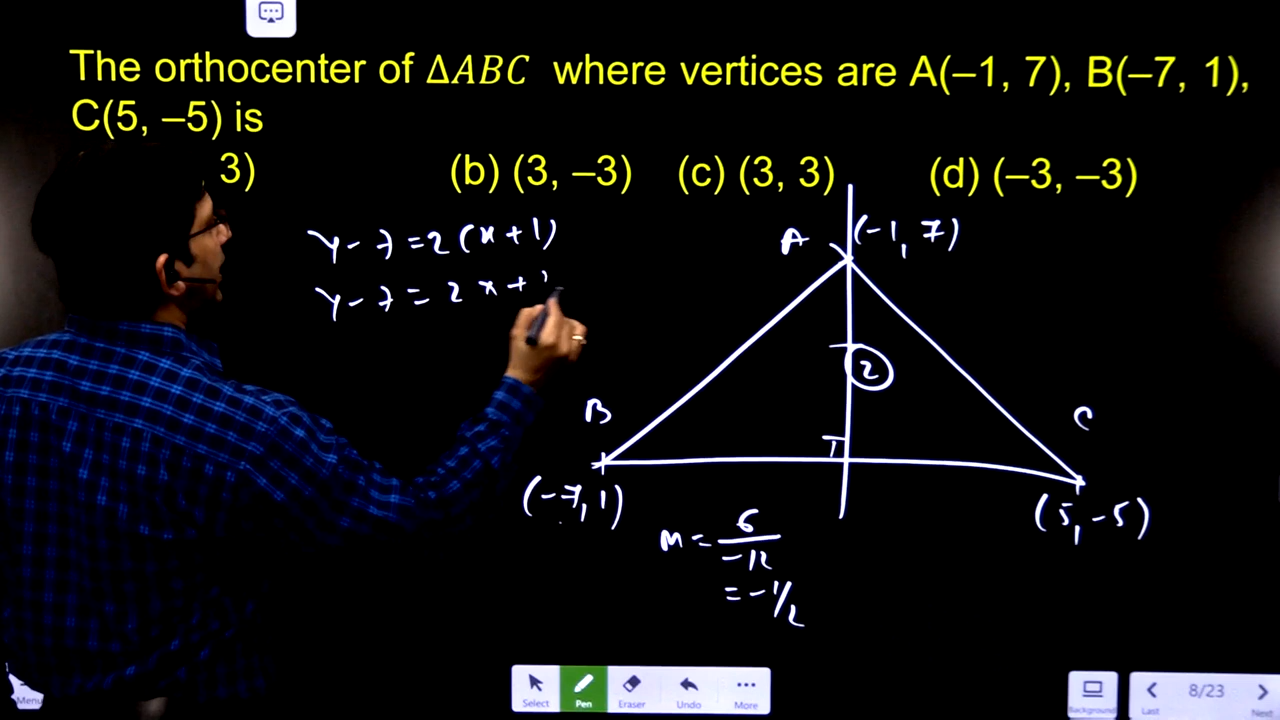 The orthocenter of ΔABC where vertices are A(–1, 7), B(–7, 1),
C(5, –5) is
3) (b) (3, –3) (c) (3, 3) (d) (–3, –3)
y-7=2(x+1)
y-7=2x+
A (-1, 7)
2
B
C
(-7, 1)
(5, -5)
m=6/-12
=-1/2
Menu
Select Pen Eraser Undo More
Background Last 8/23 Next